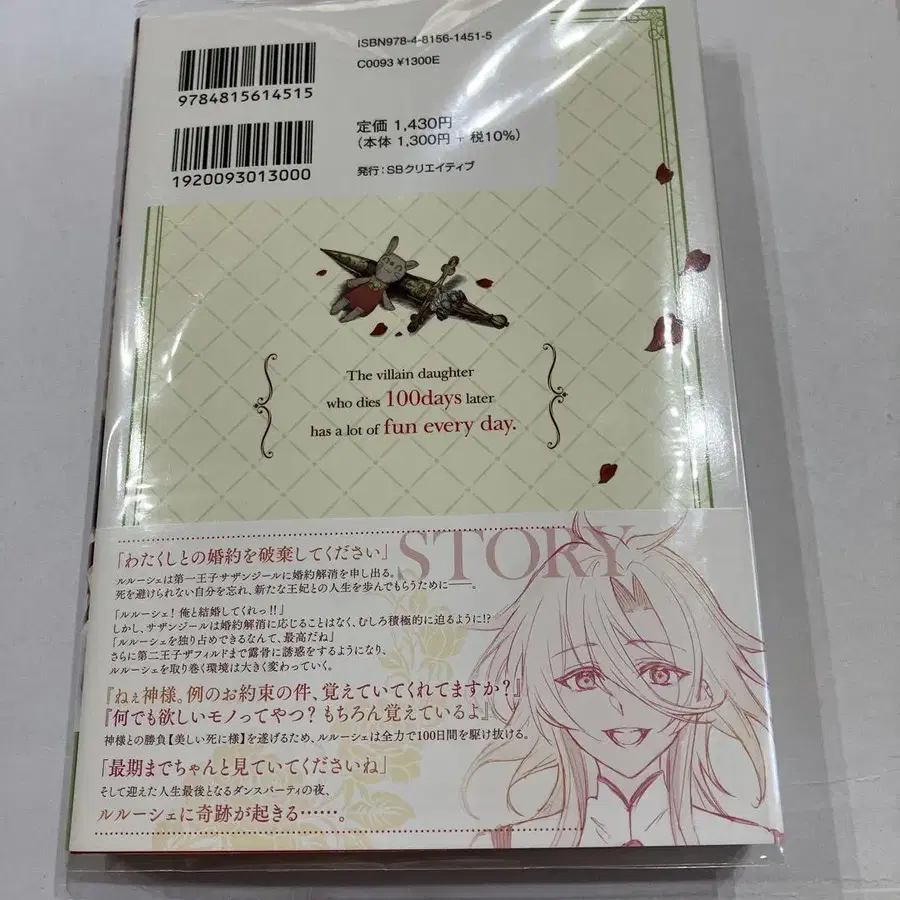 ISBN978-4-8156-1451-5
C0093 ¥1300E
9784815614515
定価 1,430円
(本体 1,300円 + 税10%)
1920093013000
発行：SBクリエイティブ
The villain daughter
who dies 100days later
has a lot of fun every day.
STORY
「わたくしとの婚約を破棄してください」
ルルーシェは第一王子サザンジールに婚約解消を申し出る。
死を避けられない自分を忘れ、新たな王妃との人生を歩んでもらうために――。
「ルルーシェ！俺と結婚してくれっ!!」
しかし、サザンジールは婚約解消に応じることはなく、むしろ積極的に迫るように!?
「ルルーシェを独り占めできるなんて、最高だね」
さらに第二王子ザフィルドまで露骨に誘惑をするようになり、
ルルーシェを取り巻く環境は大きく変わっていく。
『ねぇ神様。例のお約束の件、覚えていてくれてますか？』
『何でも欲しいモノってやつ？もちろん覚えているよ』
神様との勝負【美しい死に様】を遂げるため、ルルーシェは全力で100日間を駆け抜ける。
「最期までちゃんと見ていてくださいね」
そして迎えた人生最後となるダンスパーティの夜、
ルルーシェに奇跡が起きる……。